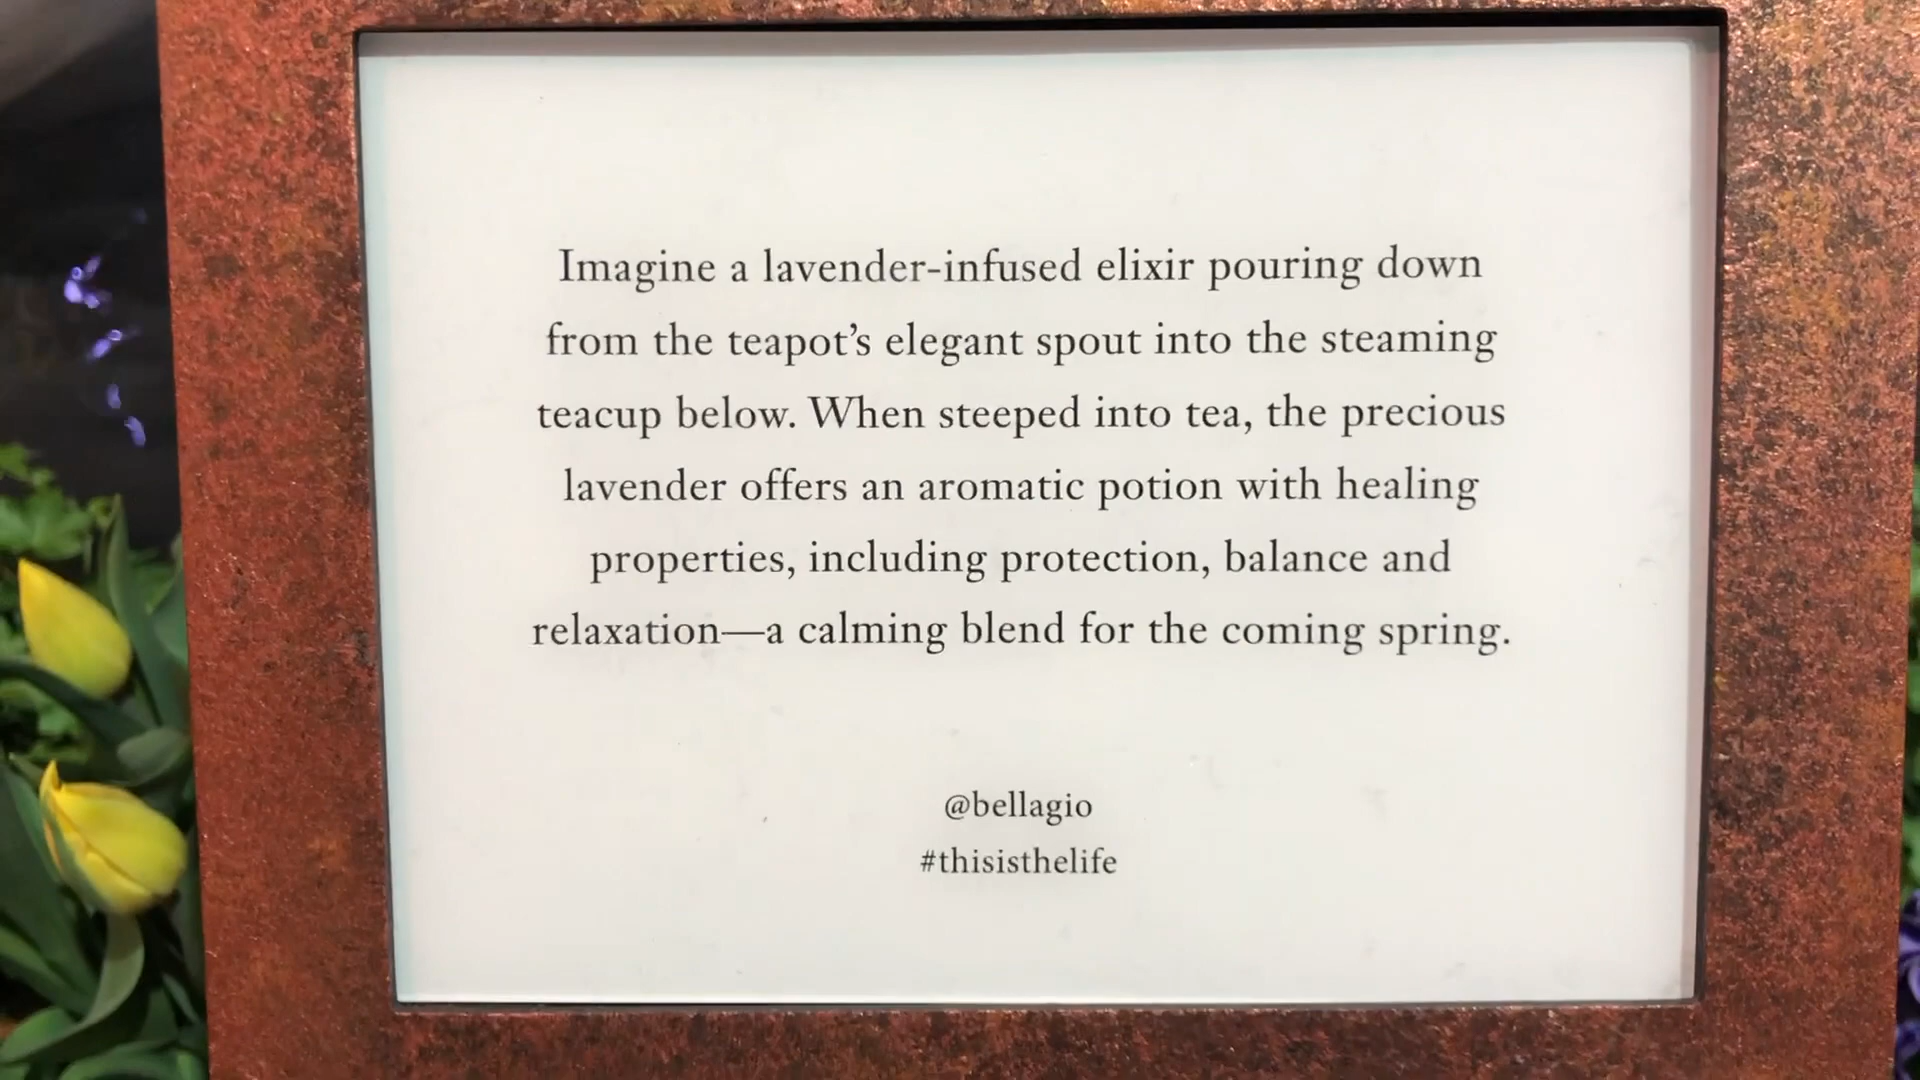 Imagine a lavender-infused elixir pouring down
from the teapot’s elegant spout into the steaming
teacup below. When steeped into tea, the precious
lavender offers an aromatic potion with healing
properties, including protection, balance and
relaxation—a calming blend for the coming spring.
@bellagio
#thisisthelife